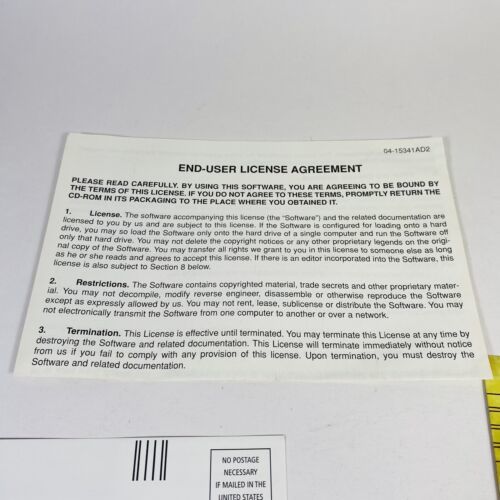 04-15341AD2
END-USER LICENSE AGREEMENT
PLEASE READ CAREFULLY. BY USING THIS SOFTWARE, YOU ARE AGREEING TO BE BOUND BY
THE TERMS OF THIS LICENSE. IF YOU DO NOT AGREE TO THESE TERMS, PROMPTLY RETURN THE
CD-ROM IN ITS PACKAGING TO THE PLACE WHERE YOU OBTAINED IT.
1. License. The software accompanying this license (the "Software") and the related documentation are
licensed to you by us and are subject to this license. If the Software is configured for loading onto a hard
drive, you may so load the Software only onto the hard drive of a single computer and run the Software off
only that hard drive. You may not delete the copyright notices or any other proprietary legends on the origi-
nal copy of the Software. You may transfer all rights we grant to you in this license to someone else as long
as he or she reads and agrees to accept this license. If there is an editor incorporated into the Software, this
license is also subject to Section 8 below.
2. Restrictions. The Software contains copyrighted material, trade secrets and other proprietary mater-
ial. You may not decompile, modify reverse engineer, disassemble or otherwise reproduce the Software
except as expressly allowed by us. You may not rent, lease, sublicense or distribute the Software. You may
not electronically transmit the Software from one computer to another or over a network.
3. Termination. This License is effective until terminated. You may terminate this License at any time by
destroying the Software and related documentation. This License will terminate immediately without notice
from us if you fail to comply with any provision of this license. Upon termination, you must destroy the
Software and related documentation.
NO POSTAGE
NECESSARY
IF MAILED IN THE
UNITED STATES